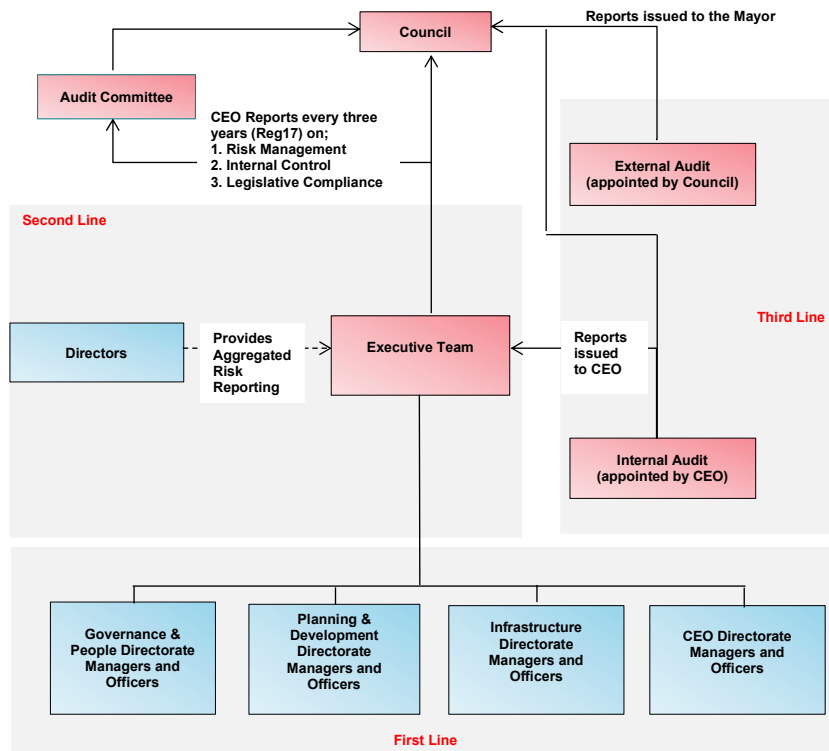 Reports issued to the Mayor
Council
Audit Committee
CEO Reports every three
years (Reg17) on;
1. Risk Management
2. Internal Control
3. Legislative Compliance
External Audit
(appointed by Council)
Second Line
Third Line
Directors
Provides
Aggregated
Risk
Reporting
Executive Team
Reports
issued
to CEO
Internal Audit
(appointed by CEO)
Governance &
People Directorate
Managers and
Officers
Planning &
Development
Directorate
Managers and
Officers
Infrastructure
Directorate
Managers and
Officers
CEO Directorate
Managers and
Officers
First Line